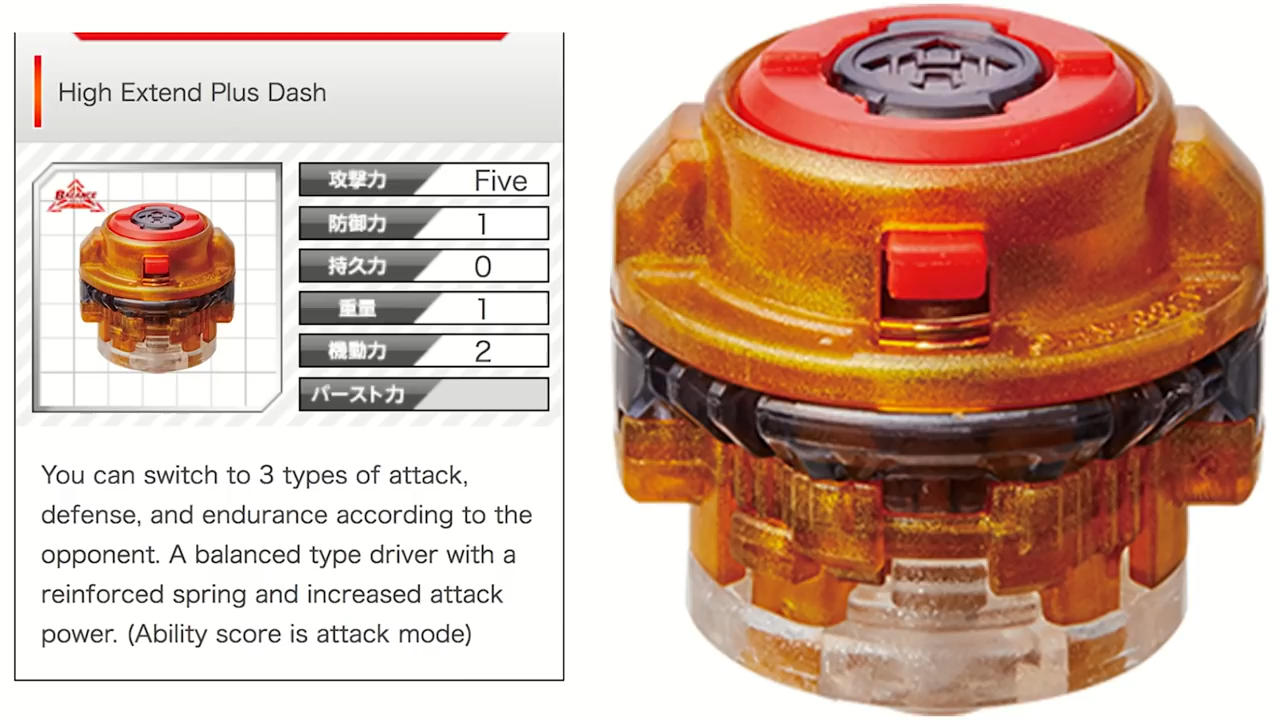 High Extend Plus Dash
BALANCE
攻撃力 Five
防御力 1
持久力 0
重量 1
機動力 2
バースト力
You can switch to 3 types of attack,
defense, and endurance according to the
opponent. A balanced type driver with a
reinforced spring and increased attack
power. (Ability score is attack mode)